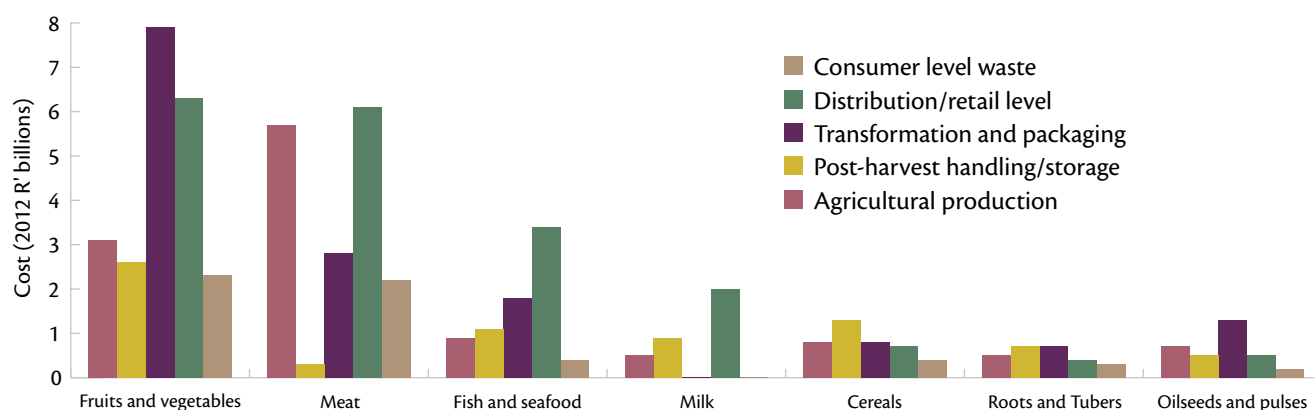 8
7
6
5
4
3
2
1
0
Cost (2012 R' billions)
Consumer level waste
Distribution/retail level
Transformation and packaging
Post-harvest handling/storage
Agricultural production
Fruits and vegetables
Meat
Fish and seafood
Milk
Cereals
Roots and Tubers
Oilseeds and pulses